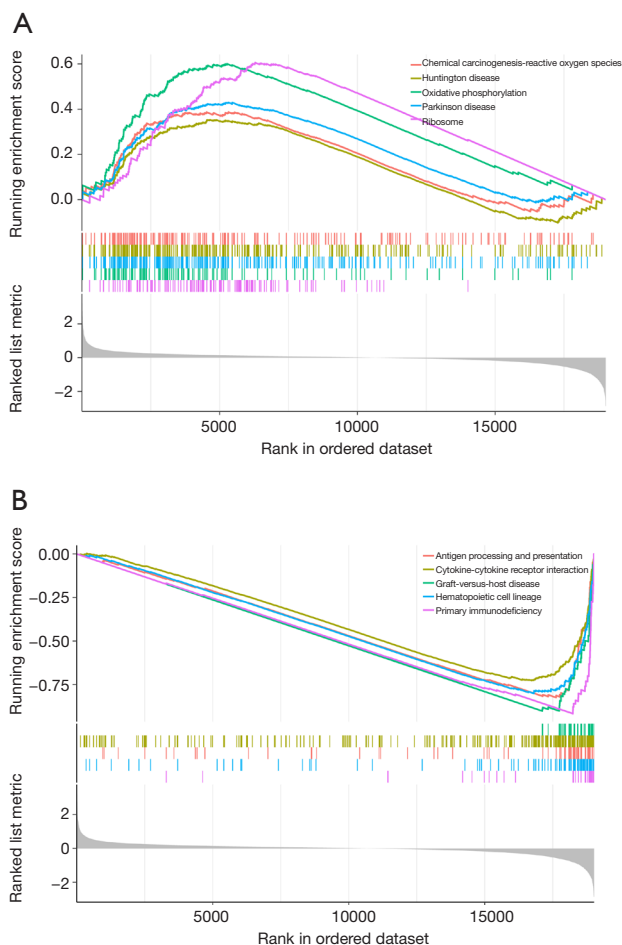 A
Running enrichment score
0.6
0.4
0.2
0.0
Chemical carcinogenesis-reactive oxygen species
Huntington disease
Oxidative phosphorylation
Parkinson disease
Ribosome
Ranked list metric
2
0
−2
5000
10000
15000
Rank in ordered dataset
B
Running enrichment score
0.00
−0.25
−0.50
−0.75
Antigen processing and presentation
Cytokine-cytokine receptor interaction
Graft-versus-host disease
Hematopoietic cell lineage
Primary immunodeficiency
Ranked list metric
2
0
−2
5000
10000
15000
Rank in ordered dataset